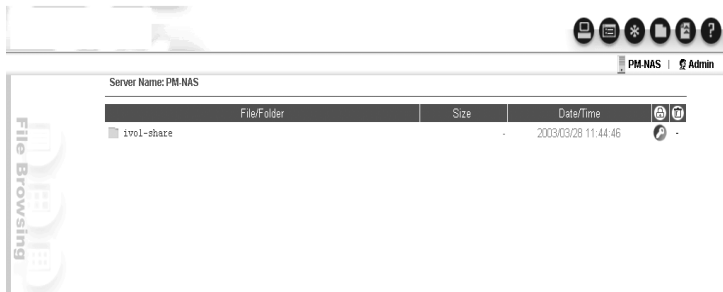 PM-NAS | Admin
Server Name: PM-NAS
File/Folder Size Date/Time
ivol-share - 2003/03/28 11:44:46 -
File Browsing